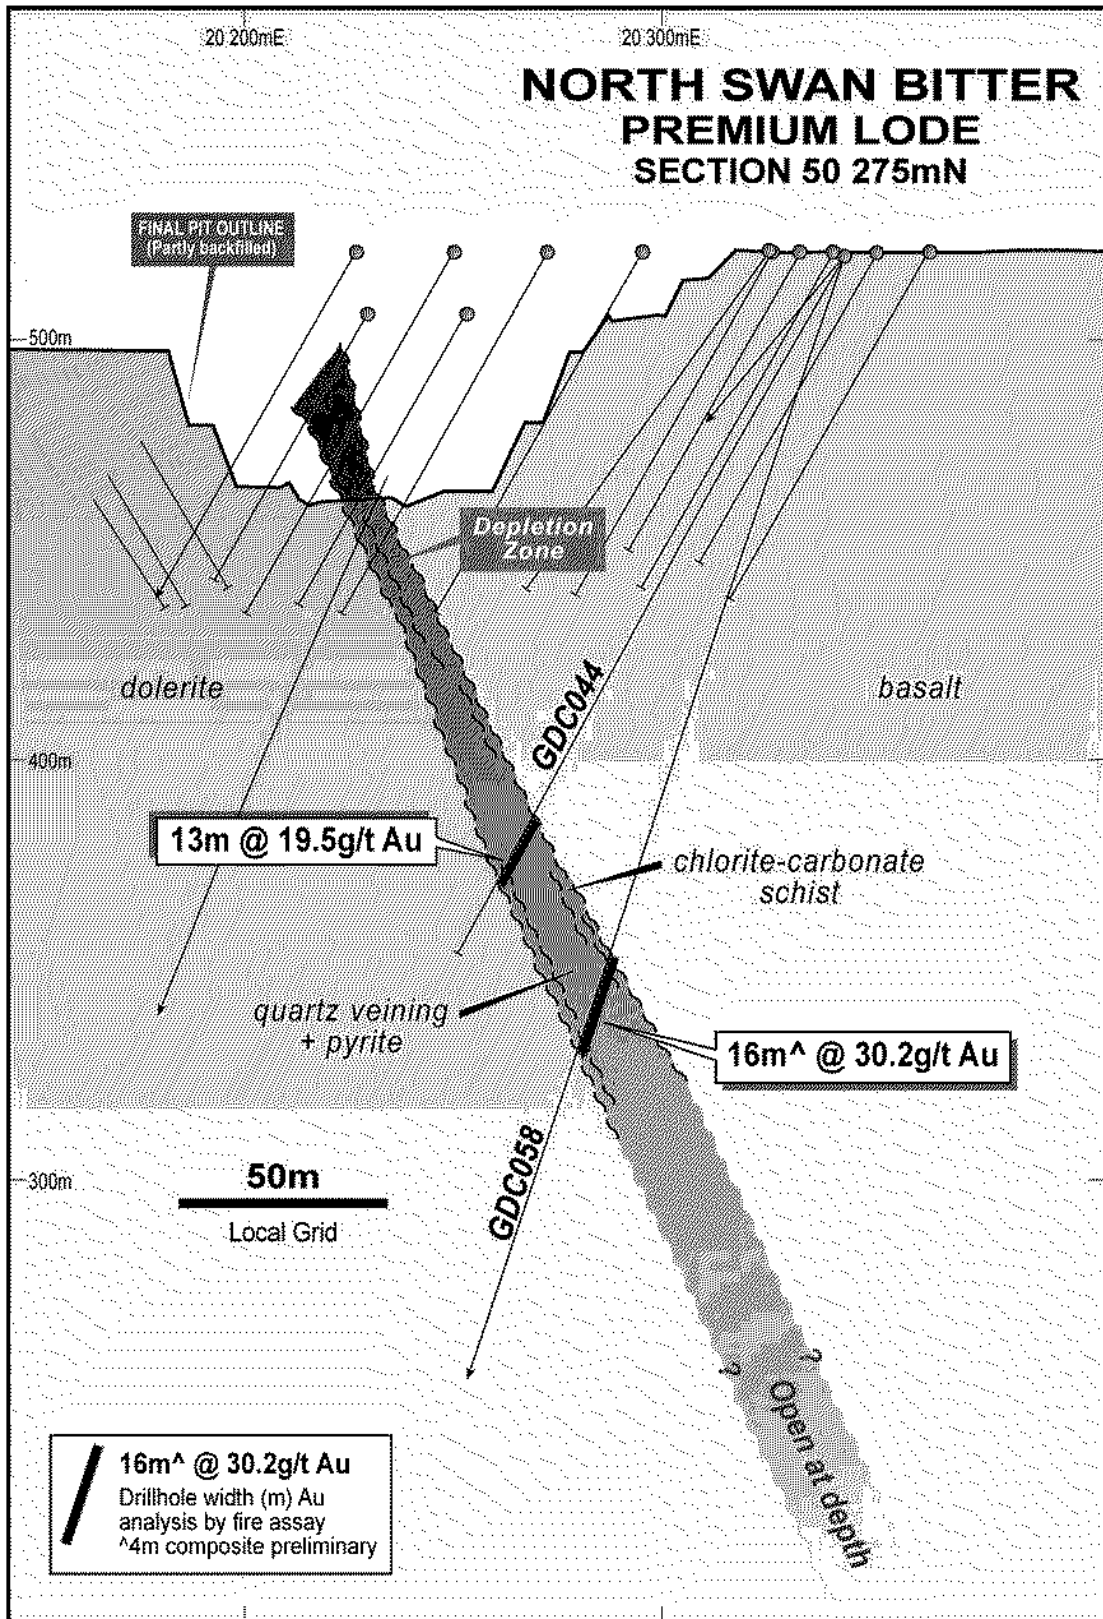 20 200mE
20 300mE
NORTH SWAN BITTER
PREMIUM LODE
SECTION 50 275mN
FINAL PIT OUTLINE
(Partly backfilled)
500m
Depletion
Zone
dolerite
basalt
GDC044
400m
13m @ 19.5g/t Au
chlorite-carbonate
schist
quartz veining
+ pyrite
16m^ @ 30.2g/t Au
GDC058
300m
50m
Local Grid
?
?
Open at depth
16m^ @ 30.2g/t Au
Drillhole width (m) Au
analysis by fire assay
^4m composite preliminary